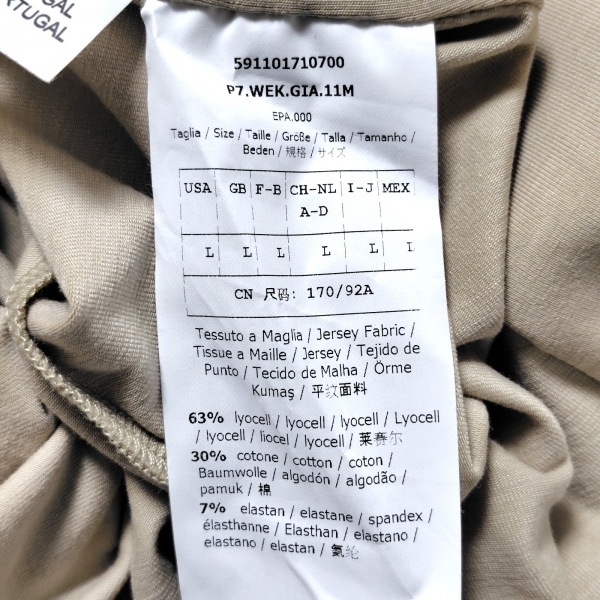 GAL
PORTUGAL
591101710700
P7.WEK.GIA.11M
EPA.000
Taglia / Size / Taille / Größe / Talla / Tamanho /
Beden / 規格 / サイズ
USA GB F-B CH-NL I-J MEX
A-D
L L L L L L
CN 尺码: 170/92A
Tessuto a Maglia / Jersey Fabric /
Tissue a Maille / Jersey / Tejido de
Punto / Tecido de Malha / Örme
Kumaş / 平纹面料
63% lyocell / lyocell / lyocell / Lyocell
/ lyocell / liocel / lyocell / 莱赛尔
30% cotone / cotton / coton /
Baumwolle / algodón / algodão /
pamuk / 棉
7% elastan / elastane / spandex /
élasthanne / Elasthan / elastano /
elastano / elastan / 氨纶